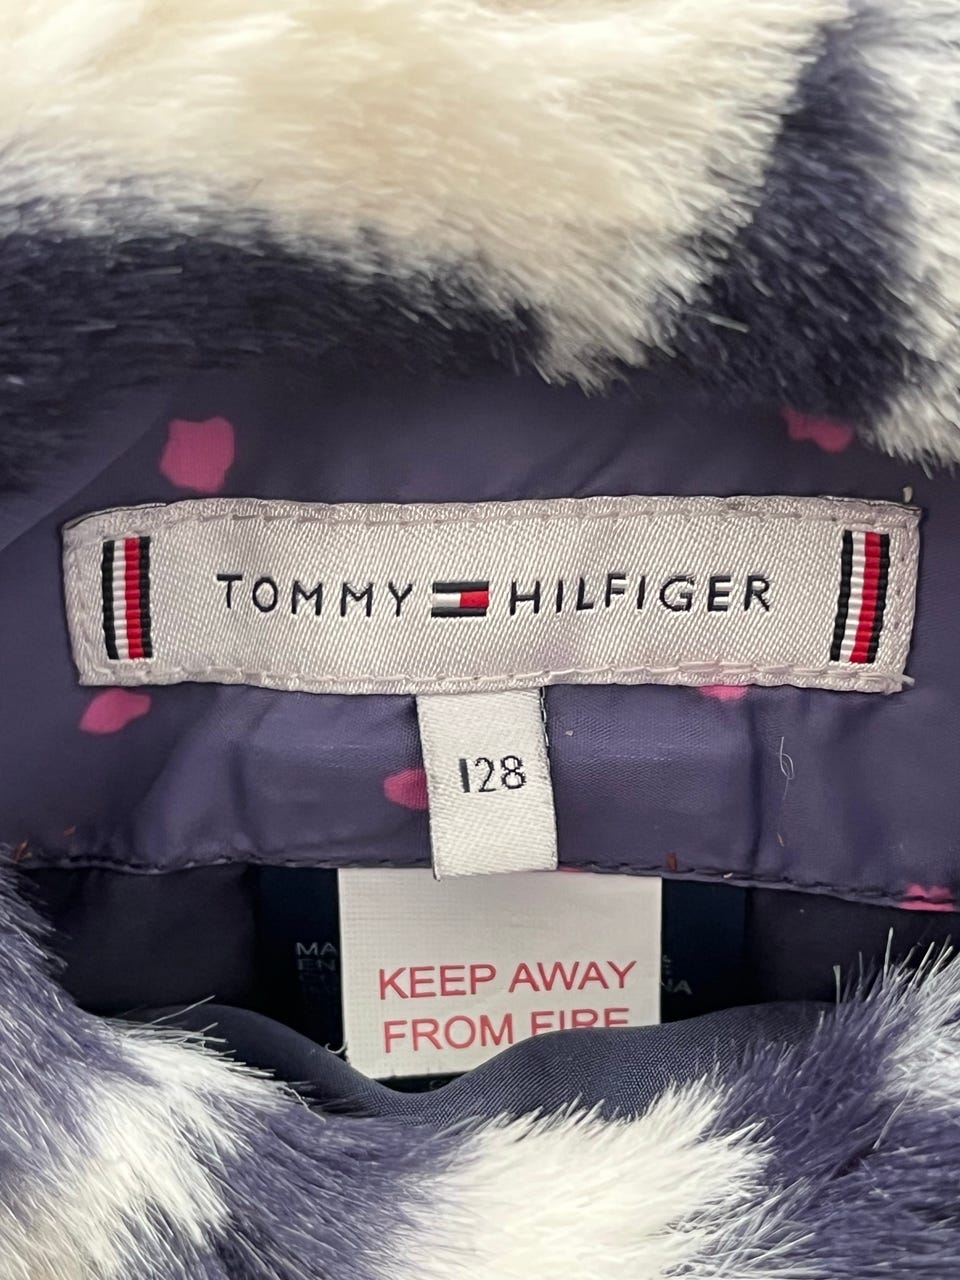 TOMMY HILFIGER
128
KEEP AWAY
FROM FIRE